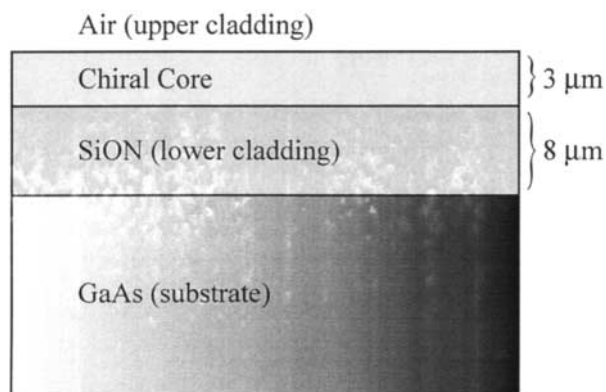 Air (upper cladding)
Chiral Core
3 μm
SiON (lower cladding)
8 μm
GaAs (substrate)